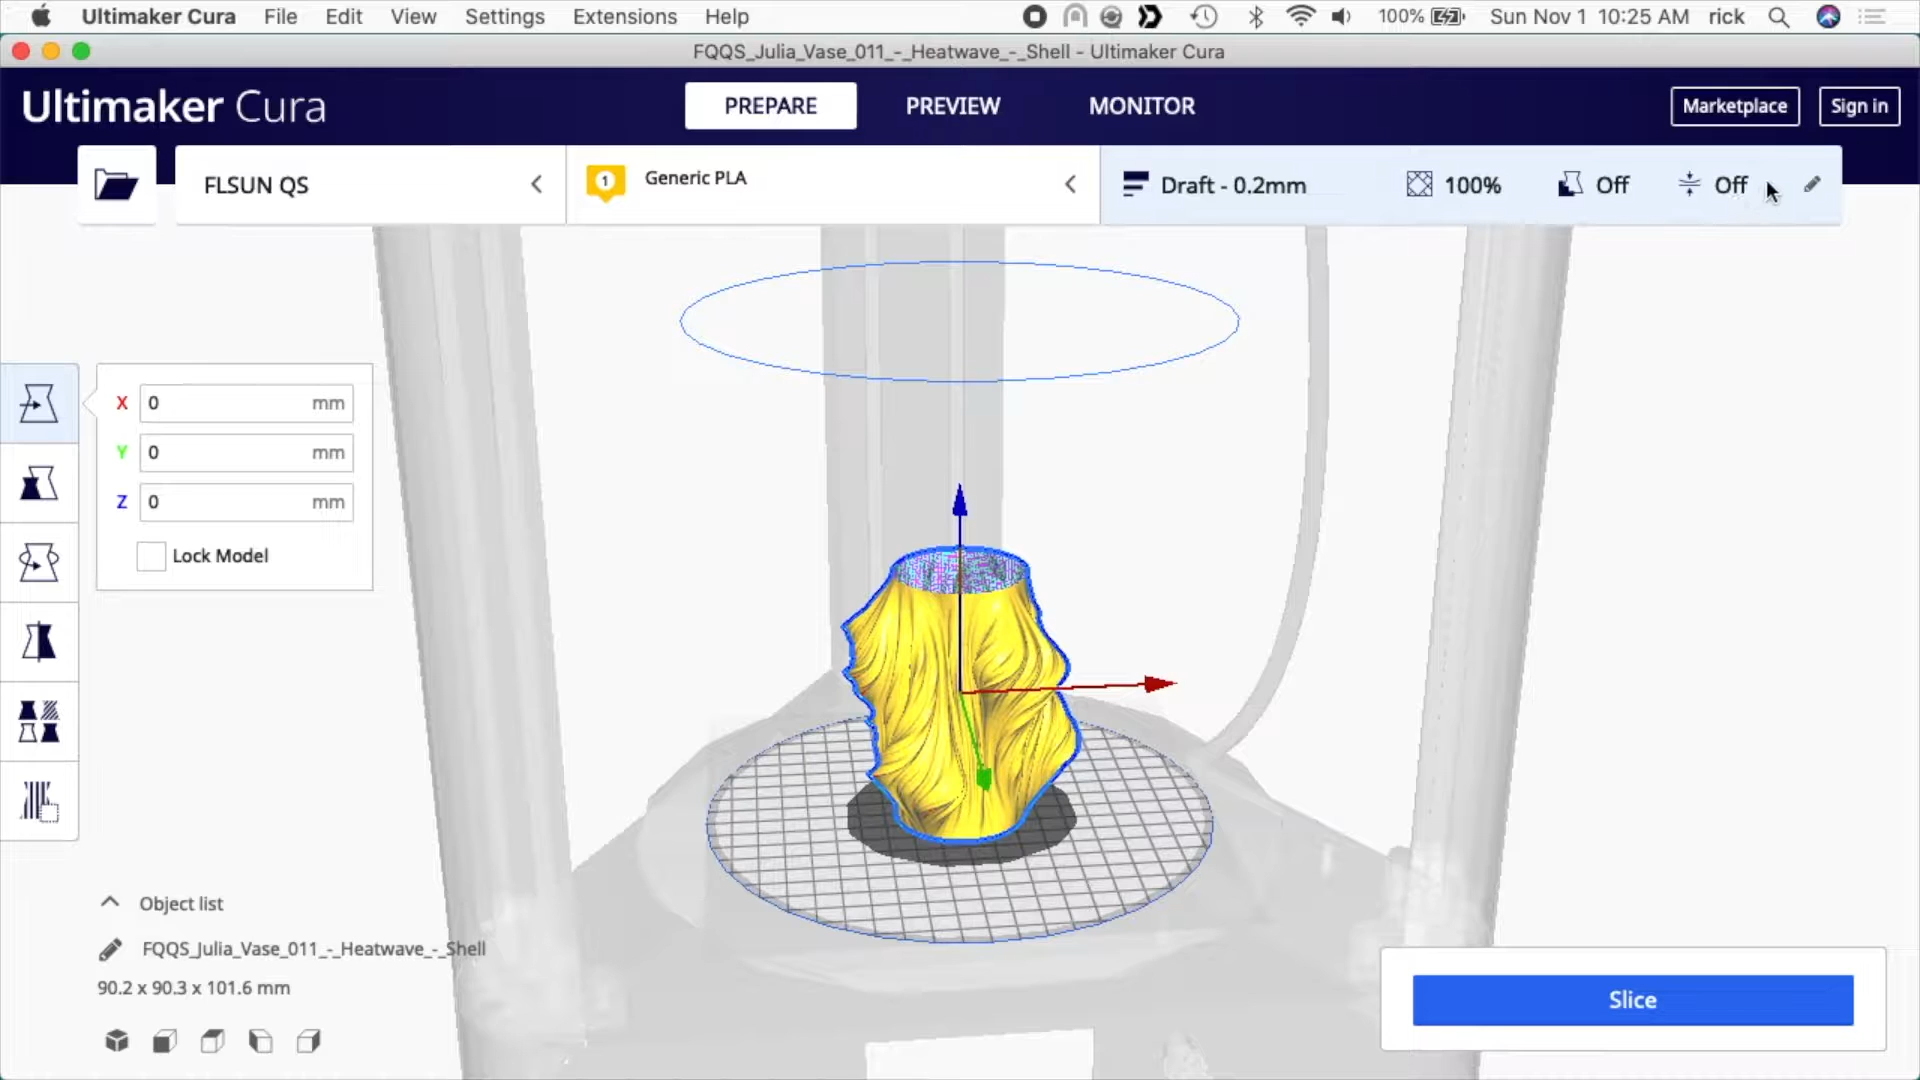 Ultimaker Cura File Edit View Settings Extensions Help 100% Sun Nov 1 10:25 AM rick
FQQS_Julia_Vase_011_-_Heatwave_-_Shell - Ultimaker Cura
Ultimaker Cura PREPARE PREVIEW MONITOR Marketplace Sign in
FLSUN QS 1 Generic PLA Draft - 0.2mm 100% Off Off
X 0 mm
Y 0 mm
Z 0 mm
Lock Model
Object list
FQQS_Julia_Vase_011_-_Heatwave_-_Shell
90.2 x 90.3 x 101.6 mm
Slice